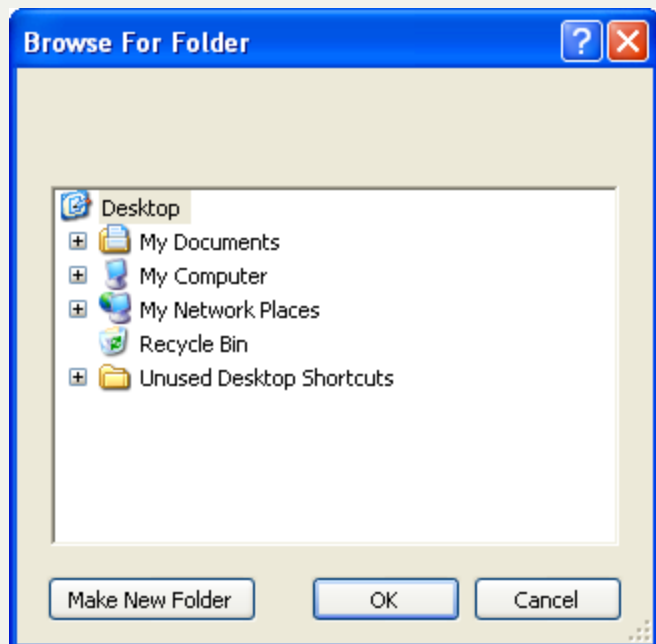 Browse For Folder
Desktop
My Documents
My Computer
My Network Places
Recycle Bin
Unused Desktop Shortcuts
Make New Folder OK Cancel